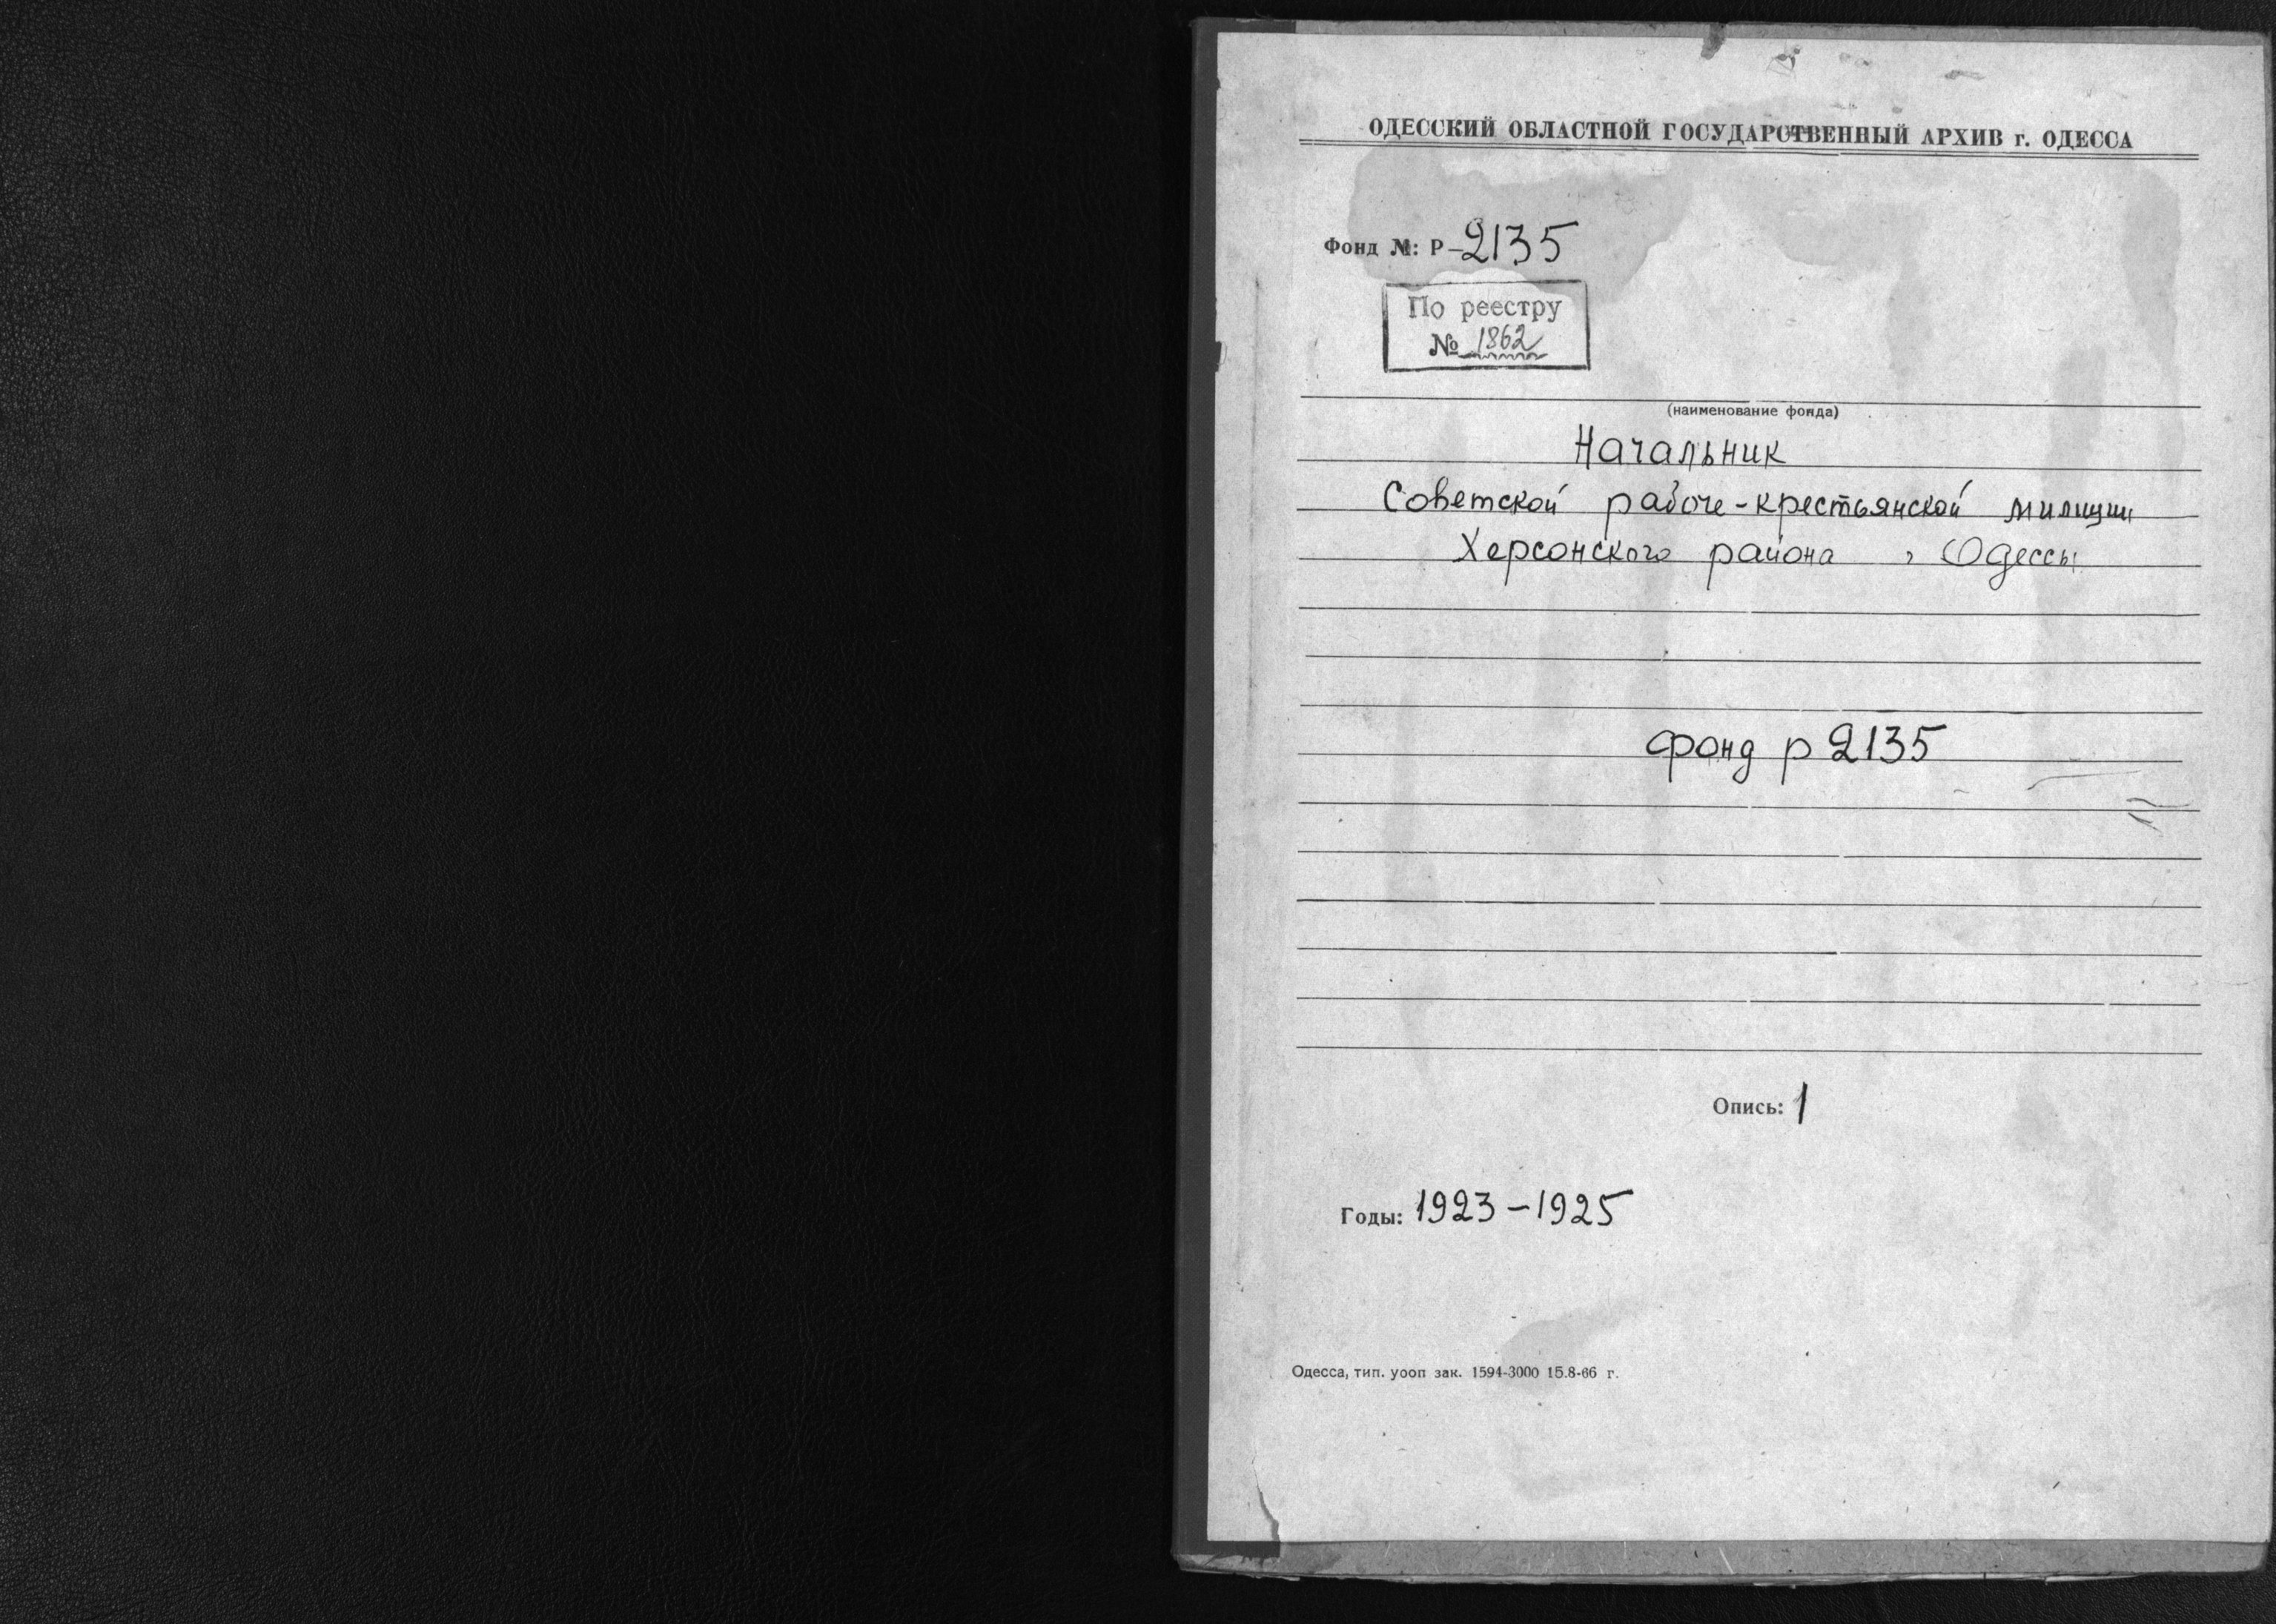 ОДЕССКИЙ ОБЛАСТНОЙ ГОСУДАРСТВЕННЫЙ АРХИВ г. ОДЕССА
Фонд №: Р-2135
По реестру
№ 1862
(наименование фонда)
Начальник
Советской рабоче-крестьянской милиции
Херсонского района, Одессы
фонд р 2135
Опись: 1
Годы: 1923-1925
Одесса, тип. уооп зак. 1594-3000 15.8-66 г.